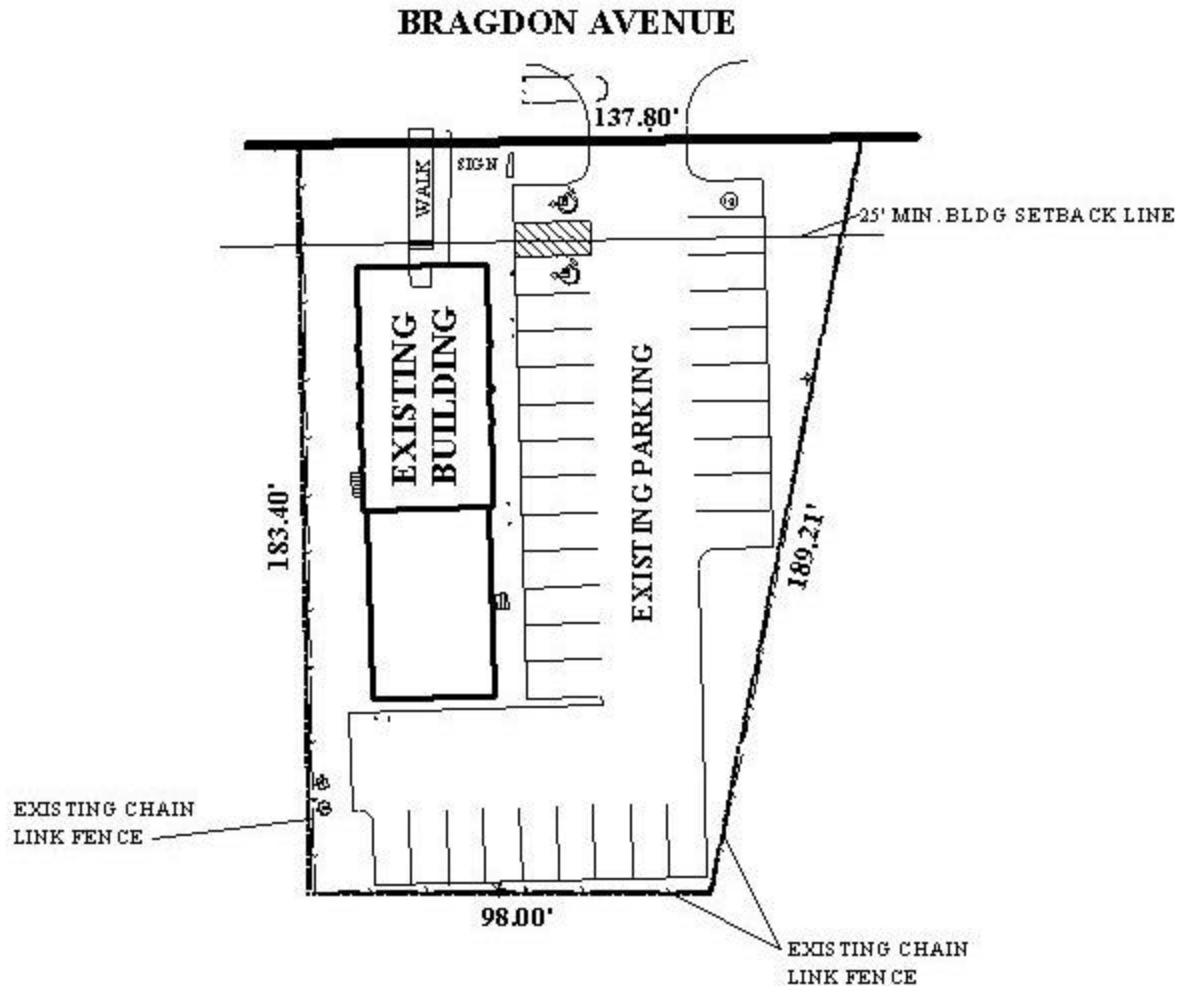 BRAGDON AVENUE
137.80'
WALK
SIGN
25' MIN. BLDG SETBACK LINE
EXISTING
BUILDING
EXISTING PARKING
183.40'
189.21'
EXISTING CHAIN
LINK FENCE
98.00'
EXISTING CHAIN
LINK FENCE